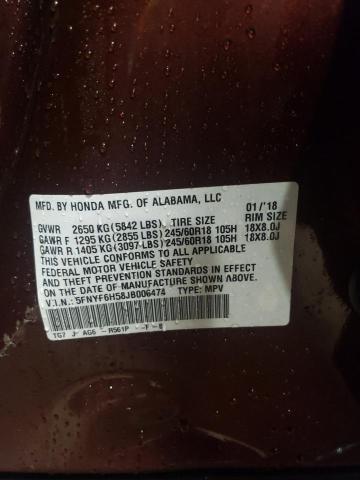 MFD. BY HONDA MFG. OF ALABAMA, LLC 01/'18
GVWR 2650 KG (5842 LBS) TIRE SIZE RIM SIZE
GAWR F 1295 KG (2855 LBS) 245/60R18 105H 18X8.0J
GAWR R 1405 KG (3097 LBS) 245/60R18 105H 18X8.0J
THIS VEHICLE CONFORMS TO ALL APPLICABLE
FEDERAL MOTOR VEHICLE SAFETY
AND THEFT PREVENTION STANDARDS IN EFFECT
ON THE DATE OF MANUFACTURE SHOWN ABOVE.
V.I.N.: 5FNYF6H58JB006474 TYPE: MPV
TG7 J AG6 - R561P -F-